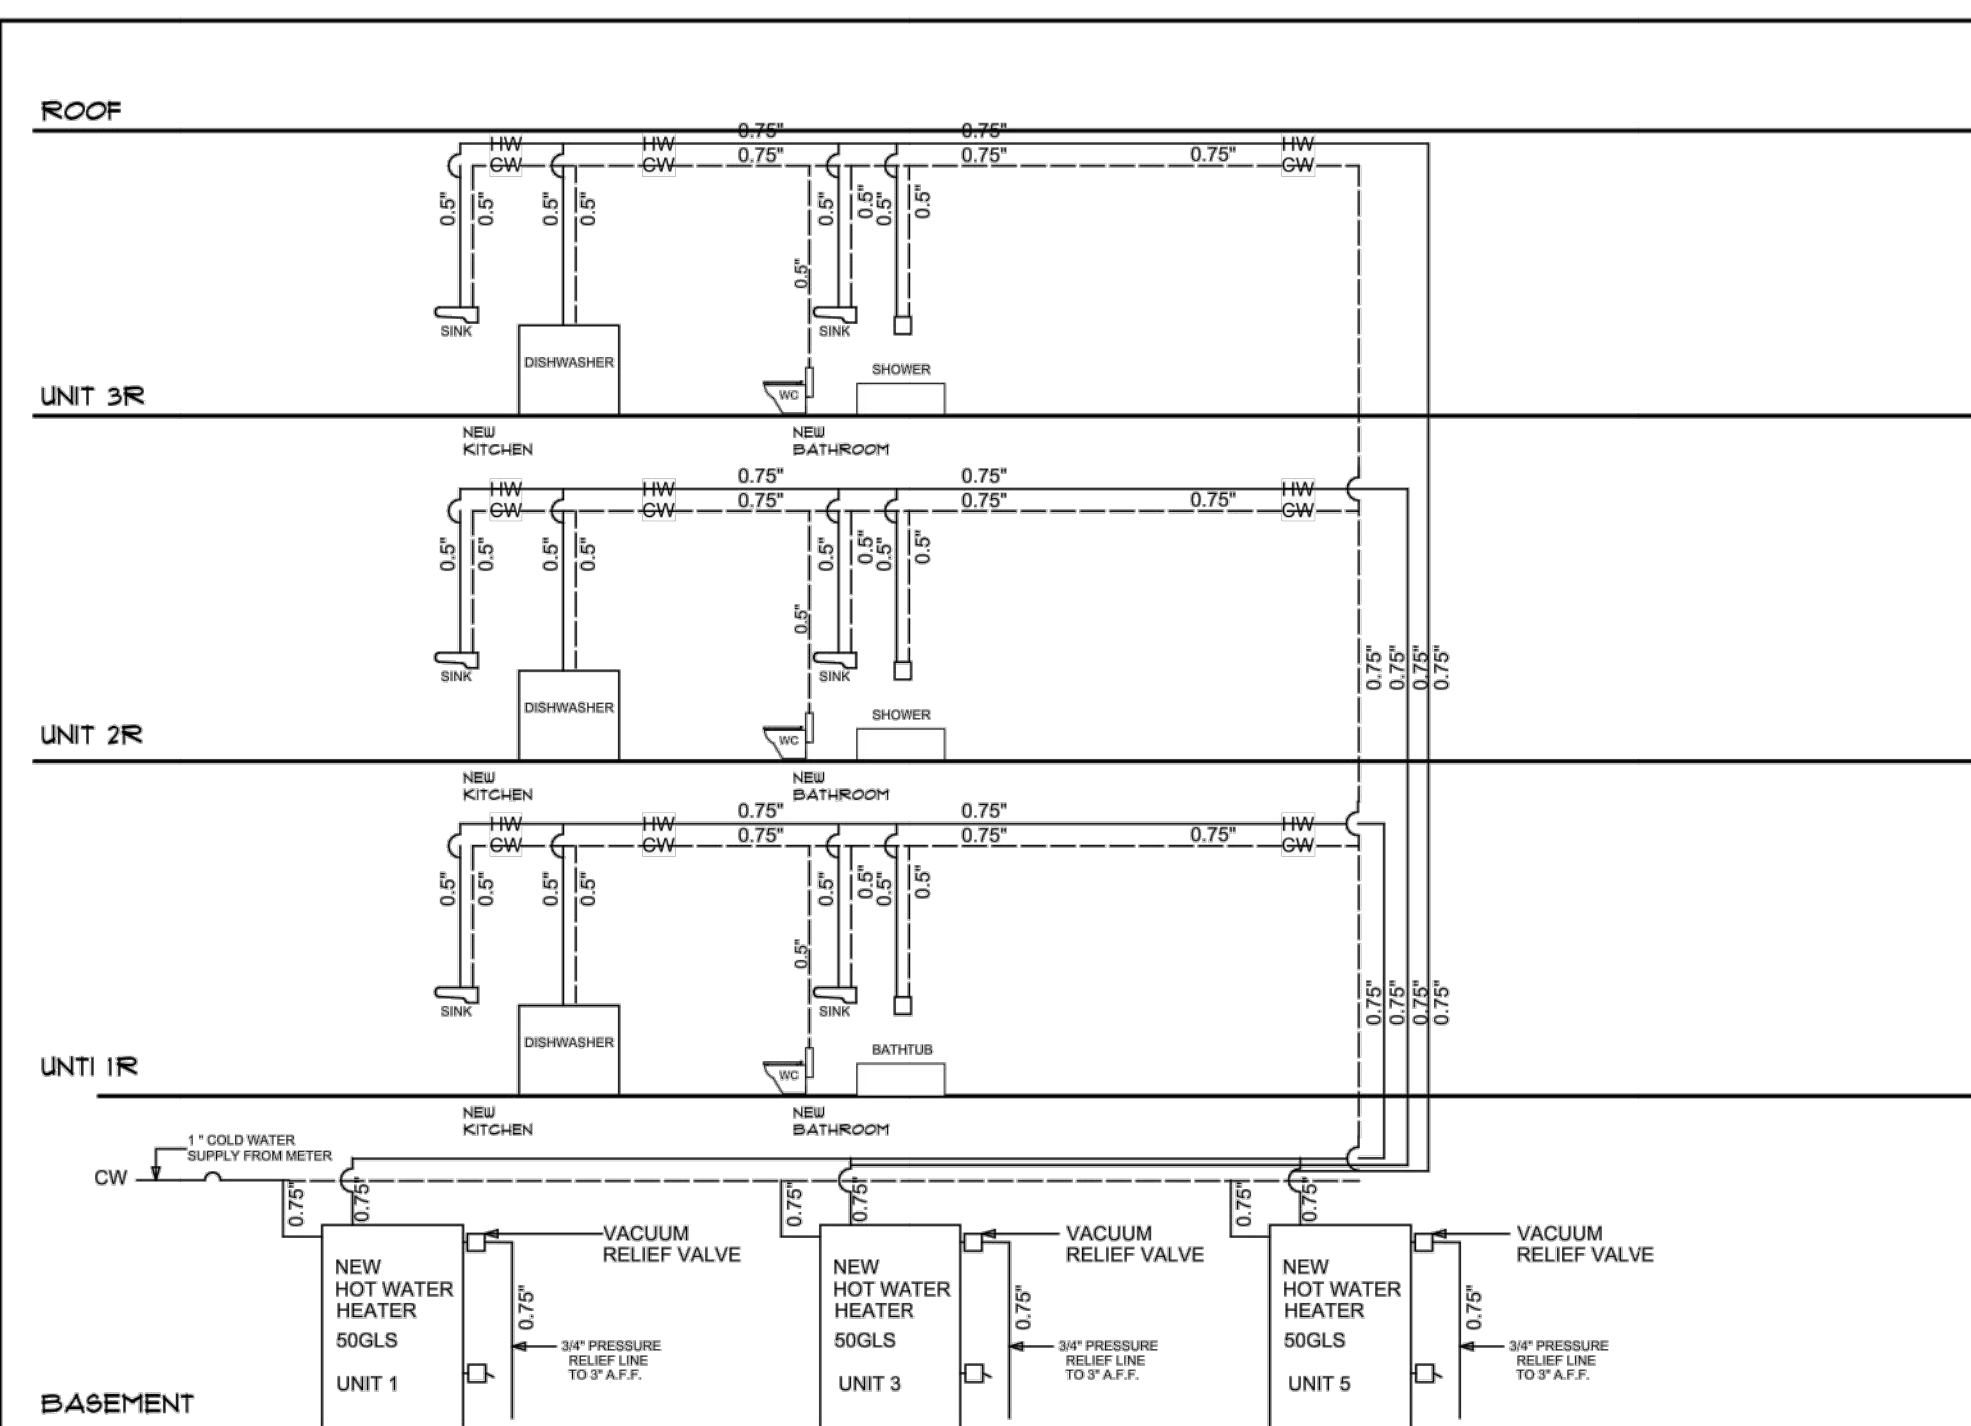 ROOF
HW HW 0.75" 0.75" HW
CW CW 0.75" 0.75" 0.75" CW
0.5" 0.5" 0.5" 0.5" 0.5" 0.5" 0.5" 0.5" 0.5"
SINK SINK
DISHWASHER SHOWER
UNIT 3R WC
NEW NEW
KITCHEN BATHROOM
0.75" 0.75"
HW HW HW
CW CW 0.75" 0.75" 0.75" CW
0.5" 0.5" 0.5" 0.5" 0.5" 0.5" 0.5" 0.5" 0.5"
0.75" 0.75" 0.75" 0.75"
SINK SINK
DISHWASHER SHOWER
UNIT 2R WC
NEW NEW
KITCHEN BATHROOM
0.75" 0.75"
HW HW HW
CW CW 0.75" 0.75" 0.75" CW
0.5" 0.5" 0.5" 0.5" 0.5" 0.5" 0.5" 0.5" 0.5"
0.75" 0.75" 0.75" 0.75"
SINK SINK
DISHWASHER BATHTUB
UNTI 1R WC
NEW NEW
KITCHEN BATHROOM
1 " COLD WATER
SUPPLY FROM METER
CW
0.75" 0.75" 0.75" 0.75" 0.75" 0.75"
VACUUM
RELIEF VALVE
VACUUM
RELIEF VALVE
VACUUM
RELIEF VALVE
NEW
HOT WATER
HEATER
50GLS
UNIT 1
0.75"
3/4" PRESSURE
RELIEF LINE
TO 3" A.F.F.
NEW
HOT WATER
HEATER
50GLS
UNIT 3
0.75"
3/4" PRESSURE
RELIEF LINE
TO 3" A.F.F.
NEW
HOT WATER
HEATER
50GLS
UNIT 5
0.75"
3/4" PRESSURE
RELIEF LINE
TO 3" A.F.F.
BASEMENT